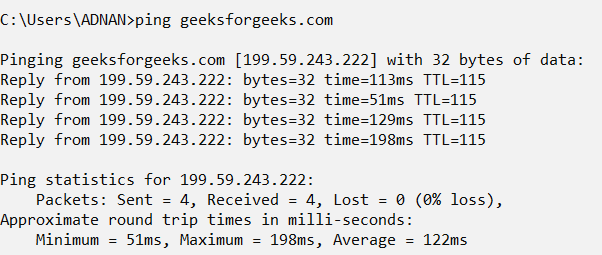 C:\Users\ADNAN>ping geeksforgeeks.com
Pinging geeksforgeeks.com [199.59.243.222] with 32 bytes of data:
Reply from 199.59.243.222: bytes=32 time=113ms TTL=115
Reply from 199.59.243.222: bytes=32 time=51ms TTL=115
Reply from 199.59.243.222: bytes=32 time=129ms TTL=115
Reply from 199.59.243.222: bytes=32 time=198ms TTL=115
Ping statistics for 199.59.243.222:
    Packets: Sent = 4, Received = 4, Lost = 0 (0% loss),
Approximate round trip times in milli-seconds:
    Minimum = 51ms, Maximum = 198ms, Average = 122ms